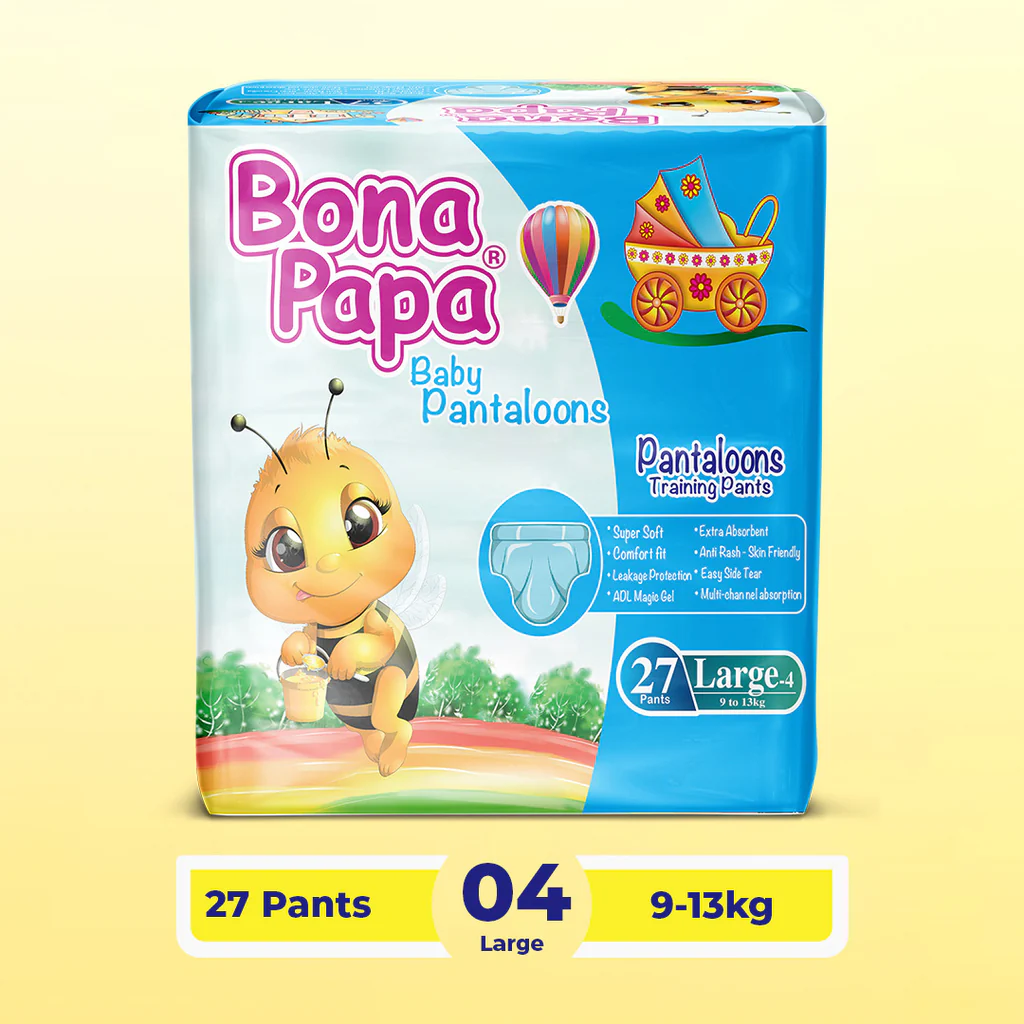 Bona
Papa®
Baby
Pantaloons
Pantaloons
Training Pants
• Super Soft
• Comfort fit
• Leakage Protection
• ADL Magic Gel
• Extra Absorbent
• Anti Rash - Skin Friendly
• Easy Side Tear
• Multi-channel absorption
27
Pants
Large-4
9 to 13kg
27 Pants
04
Large
9-13kg